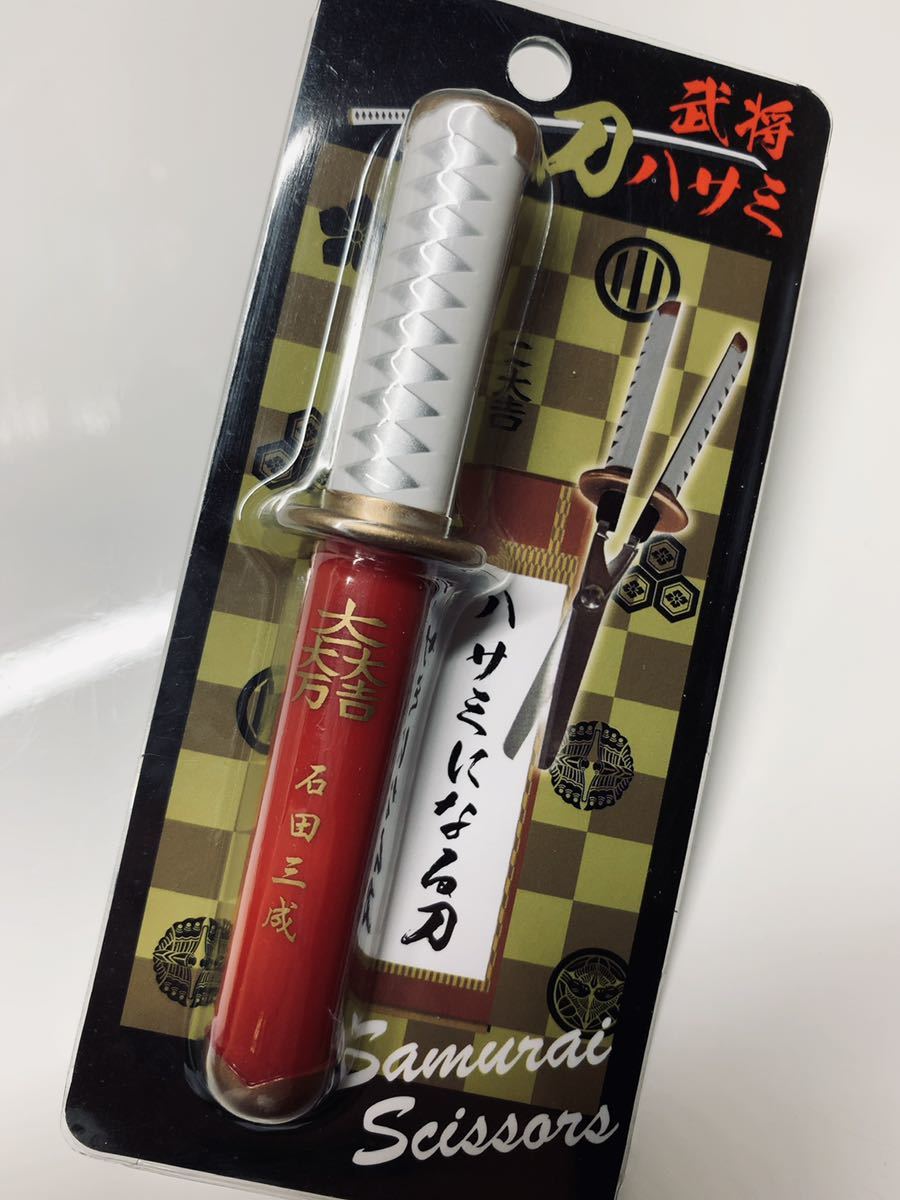 武将
刀ハサミ
大一大万大吉
石田三成
ハサミになる刀
Samurai
Scissors